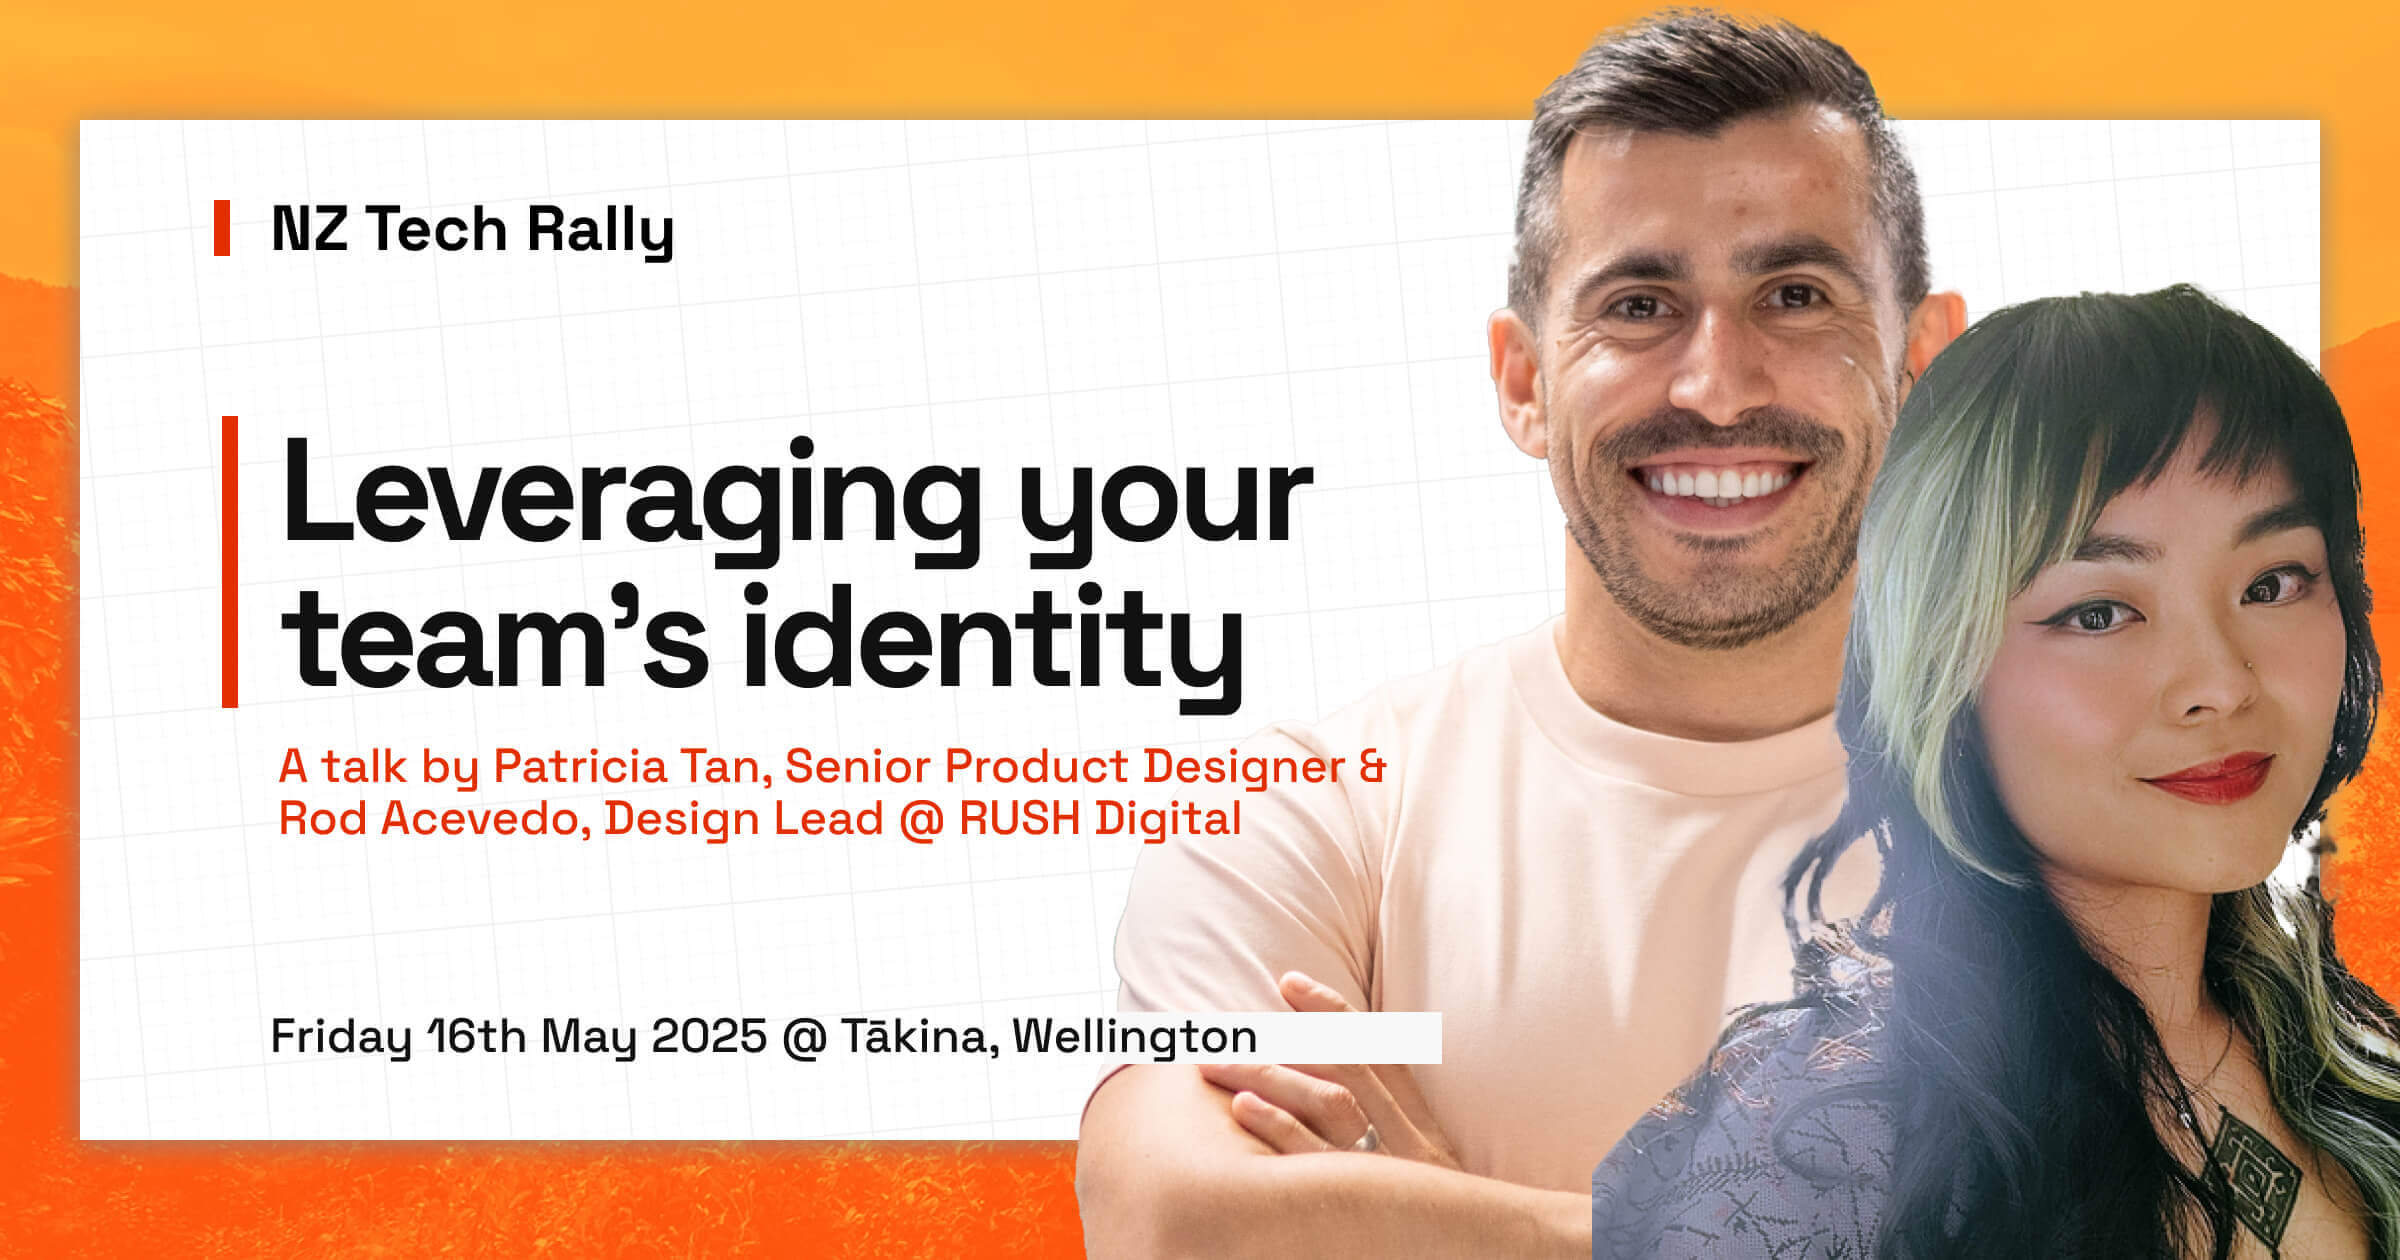 NZ Tech Rally
Leveraging your
team’s identity
A talk by Patricia Tan, Senior Product Designer &
Rod Acevedo, Design Lead @ RUSH Digital
Friday 16th May 2025 @ Tākina, Wellington